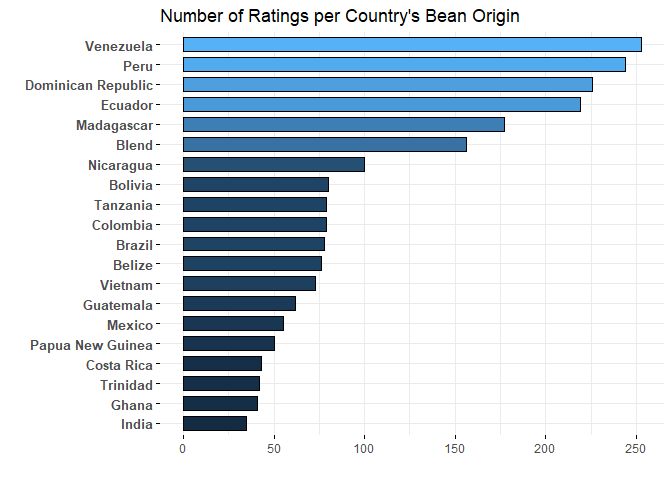 Number of Ratings per Country's Bean Origin
Venezuela
Peru
Dominican Republic
Ecuador
Madagascar
Blend
Nicaragua
Bolivia
Tanzania
Colombia
Brazil
Belize
Vietnam
Guatemala
Mexico
Papua New Guinea
Costa Rica
Trinidad
Ghana
India
0 50 100 150 200 250